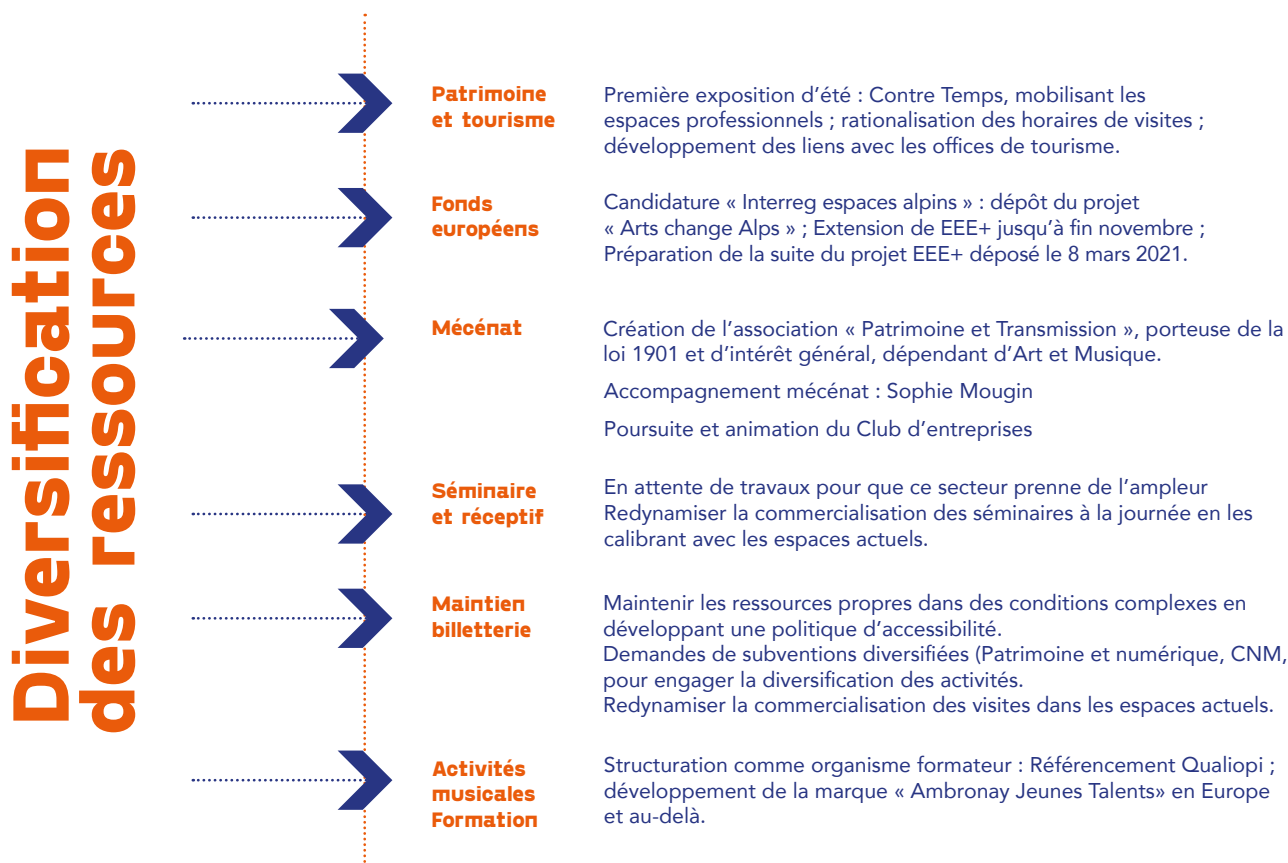 Diversification
des ressources
Patrimoine
et tourisme
Première exposition d'été : Contre Temps, mobilisant les
espaces professionnels ; rationalisation des horaires de visites ;
développement des liens avec les offices de tourisme.
Fonds
européens
Candidature « Interreg espaces alpins » : dépôt du projet
« Arts change Alps » ; Extension de EEE+ jusqu'à fin novembre ;
Préparation de la suite du projet EEE+ déposé le 8 mars 2021.
Mécénat
Création de l'association « Patrimoine et Transmission », porteuse de la
loi 1901 et d'intérêt général, dépendant d'Art et Musique.
Accompagnement mécénat : Sophie Mougin
Poursuite et animation du Club d'entreprises
Séminaire
et réceptif
En attente de travaux pour que ce secteur prenne de l'ampleur
Redynamiser la commercialisation des séminaires à la journée en les
calibrant avec les espaces actuels.
Maintien
billetterie
Maintenir les ressources propres dans des conditions complexes en
développant une politique d'accessibilité.
Demandes de subventions diversifiées (Patrimoine et numérique, CNM,
pour engager la diversification des activités.
Redynamiser la commercialisation des visites dans les espaces actuels.
Activités
musicales
Formation
Structuration comme organisme formateur : Référencement Qualiopi ;
développement de la marque « Ambronay Jeunes Talents» en Europe
et au-delà.